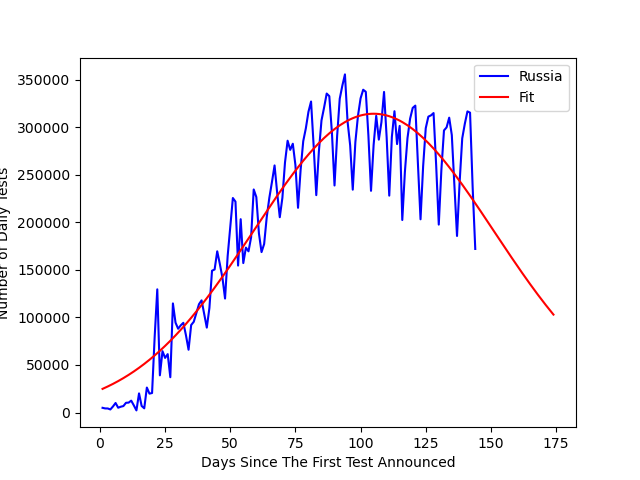 350000
300000
250000
200000
150000
100000
50000
0
Number of Daily Tests
0 25 50 75 100 125 150 175
Days Since The First Test Announced
Russia
Fit